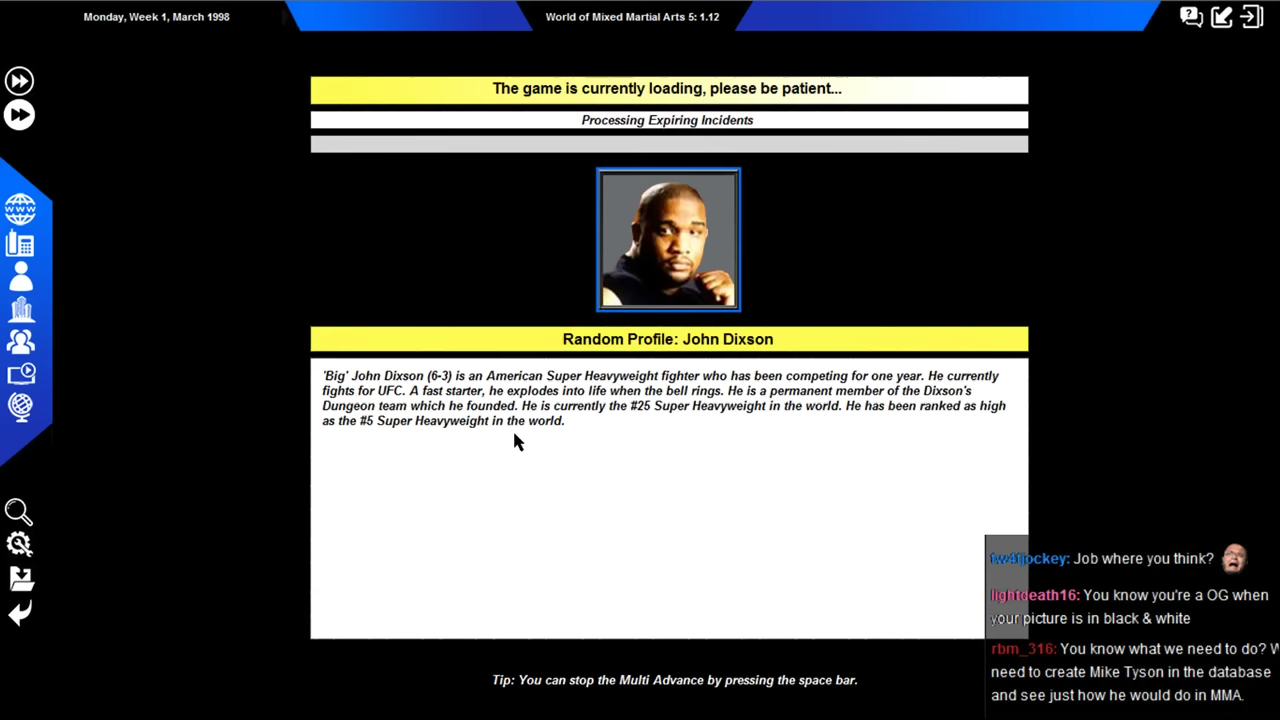 Monday, Week 1, March 1998
World of Mixed Martial Arts 5: 1.12
The game is currently loading, please be patient...
Processing Expiring Incidents
WWW
Random Profile: John Dixson
'Big' John Dixson (6-3) is an American Super Heavyweight fighter who has been competing for one year. He currently
fights for UFC. A fast starter, he explodes into life when the bell rings. He is a permanent member of the Dixson's
Dungeon team which he founded. He is currently the #25 Super Heavyweight in the world. He has been ranked as high
as the #5 Super Heavyweight in the world.
tw4tjockey: Job where you think?
lightdeath16: You know you're a OG when
your picture is in black & white
rbm_316: You know what we need to do? W
need to create Mike Tyson in the database
and see just how he would do in MMA.
Tip: You can stop the Multi Advance by pressing the space bar.